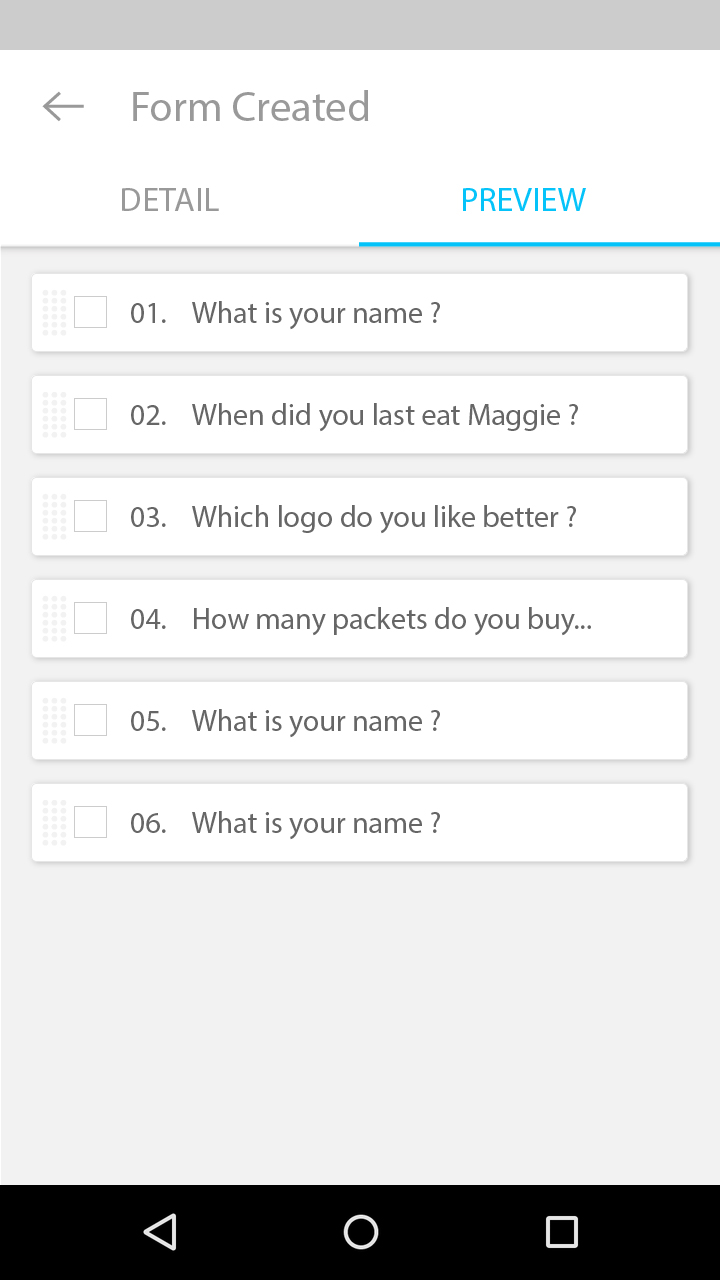 Form Created
DETAIL PREVIEW
01. What is your name ?
02. When did you last eat Maggie ?
03. Which logo do you like better ?
04. How many packets do you buy...
05. What is your name ?
06. What is your name ?